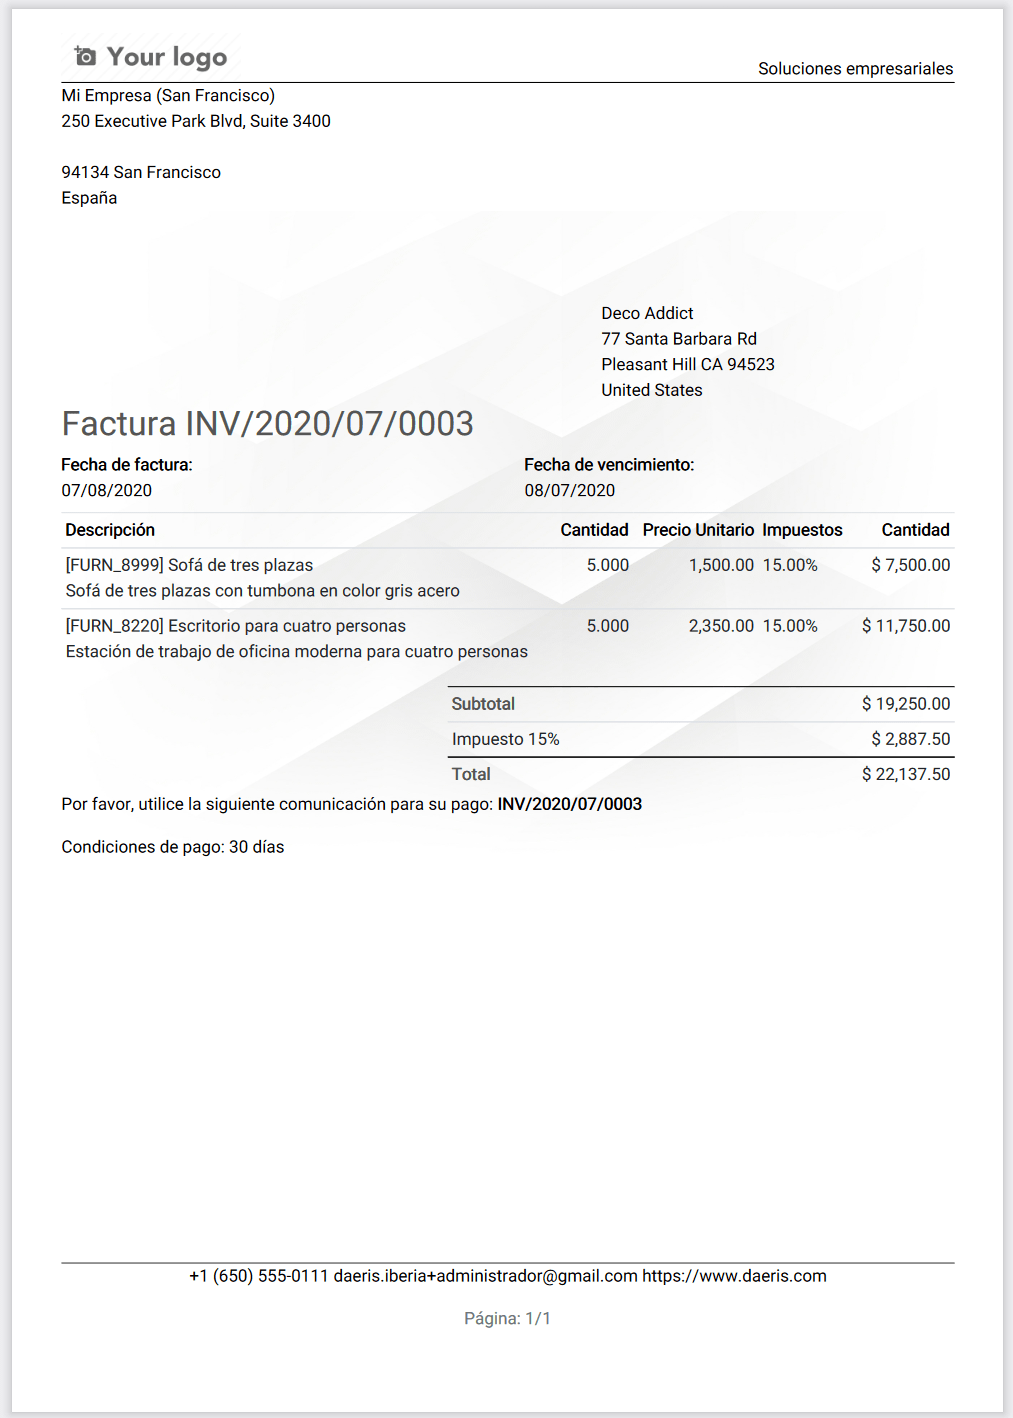 Your logo
Soluciones empresariales
Mi Empresa (San Francisco)
250 Executive Park Blvd, Suite 3400
94134 San Francisco
España
Deco Addict
77 Santa Barbara Rd
Pleasant Hill CA 94523
United States
Factura INV/2020/07/0003
Fecha de factura: Fecha de vencimiento:
07/08/2020 08/07/2020
Descripción Cantidad Precio Unitario Impuestos Cantidad
[FURN_8999] Sofá de tres plazas 5.000 1,500.00 15.00% $ 7,500.00
Sofá de tres plazas con tumbona en color gris acero
[FURN_8220] Escritorio para cuatro personas 5.000 2,350.00 15.00% $ 11,750.00
Estación de trabajo de oficina moderna para cuatro personas
Subtotal $ 19,250.00
Impuesto 15% $ 2,887.50
Total $ 22,137.50
Por favor, utilice la siguiente comunicación para su pago: INV/2020/07/0003
Condiciones de pago: 30 días
+1 (650) 555-0111 daeris.iberia+administrador@gmail.com https://www.daeris.com
Página: 1/1